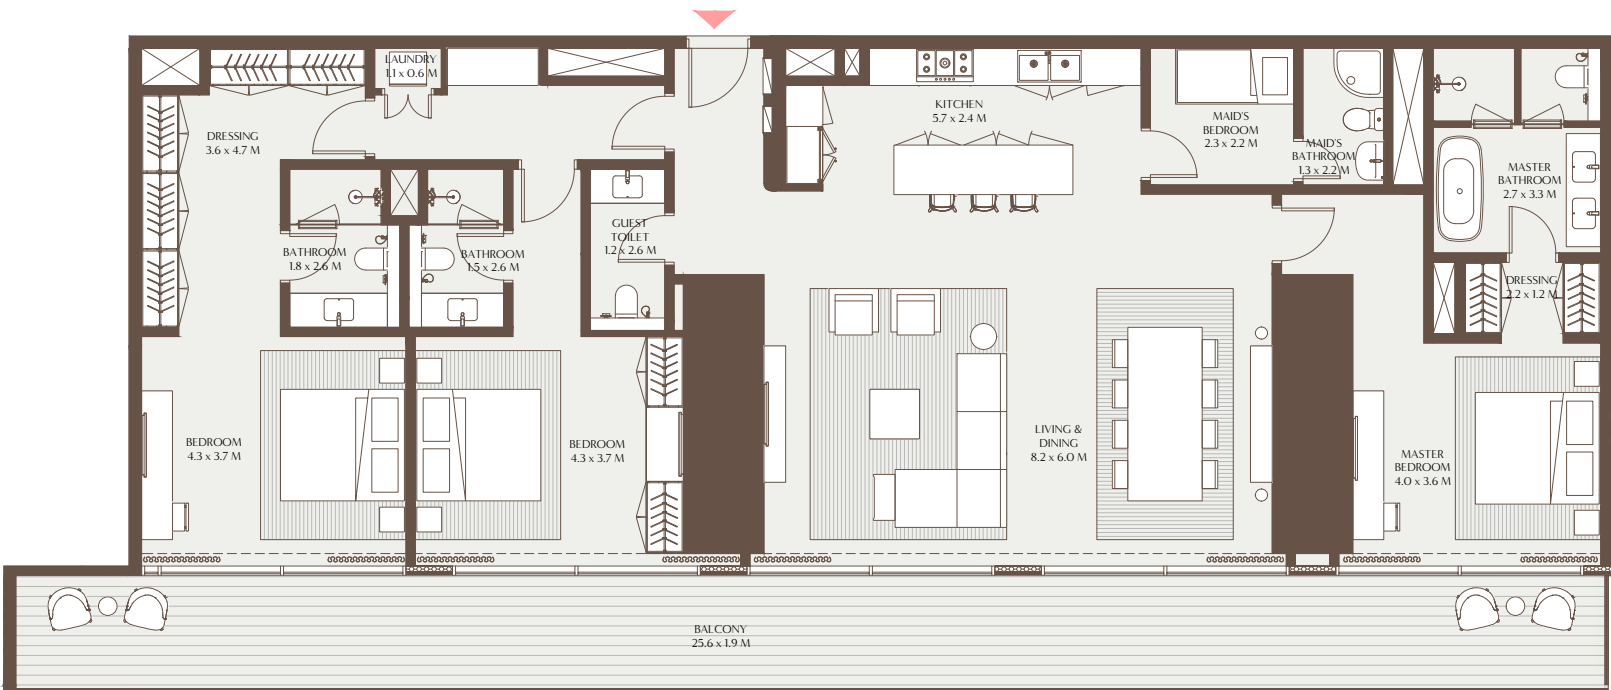 LAUNDRY
1.1 x 0.6 M
DRESSING
3.6 x 4.7 M
KITCHEN
5.7 x 2.4 M
MAID'S
BEDROOM
2.3 x 2.2 M
MAID'S
BATHROOM
1.3 x 2.2 M
MASTER
BATHROOM
2.7 x 3.3 M
GUEST
TOILET
1.2 x 2.6 M
BATHROOM
1.8 x 2.6 M
BATHROOM
1.5 x 2.6 M
DRESSING
2.2 x 1.2 M
BEDROOM
4.3 x 3.7 M
BEDROOM
4.3 x 3.7 M
LIVING &
DINING
8.2 x 6.0 M
MASTER
BEDROOM
4.0 x 3.6 M
BALCONY
25.6 x 1.9 M